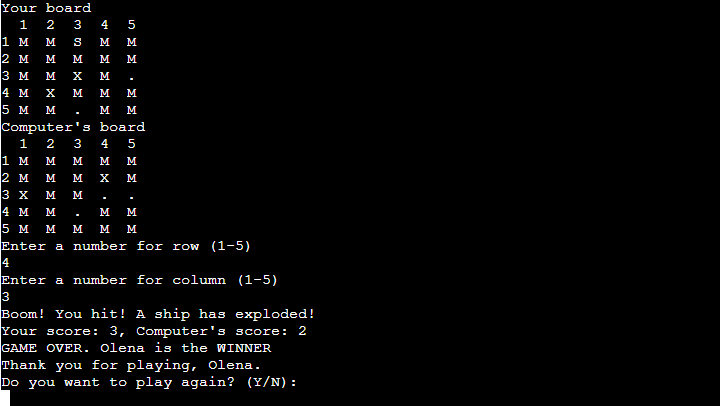 Your board
1 2 3 4 5
1 M M S M M
2 M M M M M
3 M M X M .
4 M X M M M
5 M M . M M
Computer's board
1 2 3 4 5
1 M M M M M
2 M M M X M
3 X M M . .
4 M M . M M
5 M M M M M
Enter a number for row (1-5)
4
Enter a number for column (1-5)
3
Boom! You hit! A ship has exploded!
Your score: 3, Computer's score: 2
GAME OVER. Olena is the WINNER
Thank you for playing, Olena.
Do you want to play again? (Y/N):